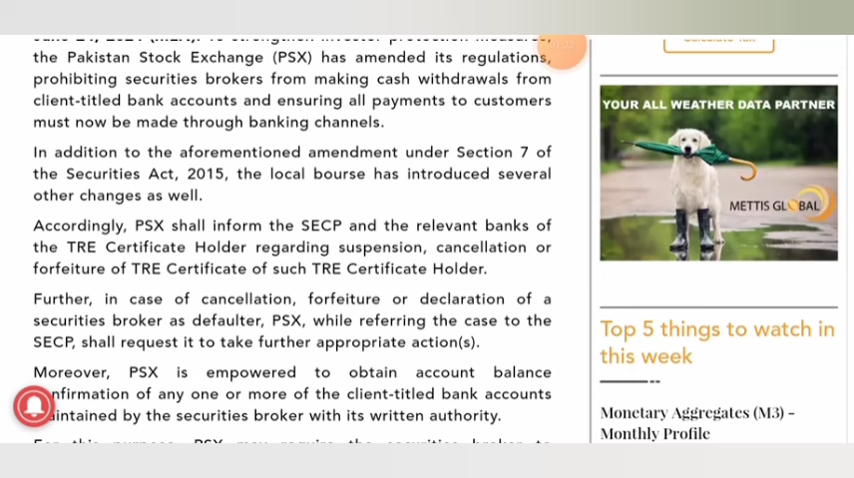 the Pakistan Stock Exchange (PSX) has amended its regulations,
prohibiting securities brokers from making cash withdrawals from
client-titled bank accounts and ensuring all payments to customers
must now be made through banking channels.
In addition to the aforementioned amendment under Section 7 of
the Securities Act, 2015, the local bourse has introduced several
other changes as well.
Accordingly, PSX shall inform the SECP and the relevant banks of
the TRE Certificate Holder regarding suspension, cancellation or
forfeiture of TRE Certificate of such TRE Certificate Holder.
Further, in case of cancellation, forfeiture or declaration of a
securities broker as defaulter, PSX, while referring the case to the
SECP, shall request it to take further appropriate action(s).
Moreover, PSX is empowered to obtain account balance
nfirmation of any one or more of the client-titled bank accounts
aintained by the securities broker with its written authority.
YOUR ALL WEATHER DATA PARTNER
METTIS GLOBAL
Top 5 things to watch in
this week
Monetary Aggregates (M3) -
Monthly Profile